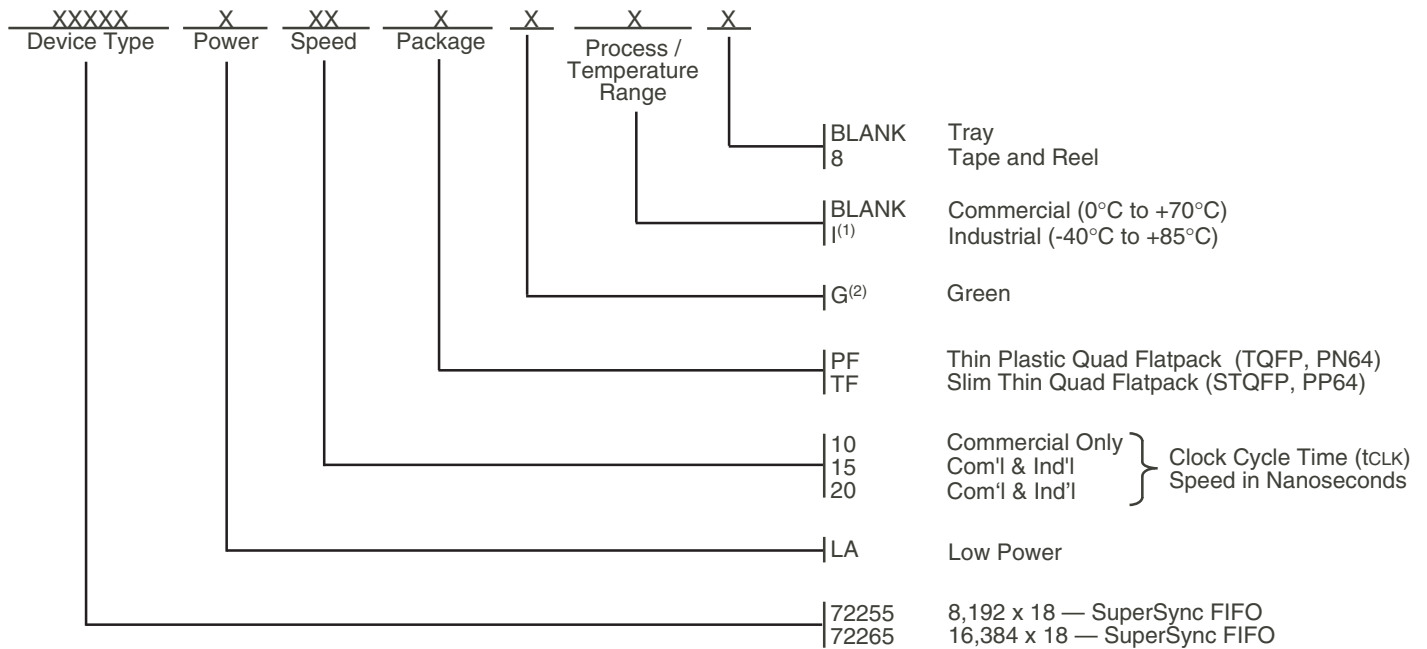 XXXXX X XX X X X X
Device Type Power Speed Package
Process /
Temperature
Range
BLANK Tray
8 Tape and Reel
BLANK Commercial (0°C to +70°C)
I(1) Industrial (-40°C to +85°C)
G(2) Green
PF Thin Plastic Quad Flatpack (TQFP, PN64)
TF Slim Thin Quad Flatpack (STQFP, PP64)
10 Commercial Only
15 Com'l & Ind'l
20 Com‘l & Ind’l
Clock Cycle Time (tCLK)
Speed in Nanoseconds
LA Low Power
72255 8,192 x 18 — SuperSync FIFO
72265 16,384 x 18 — SuperSync FIFO